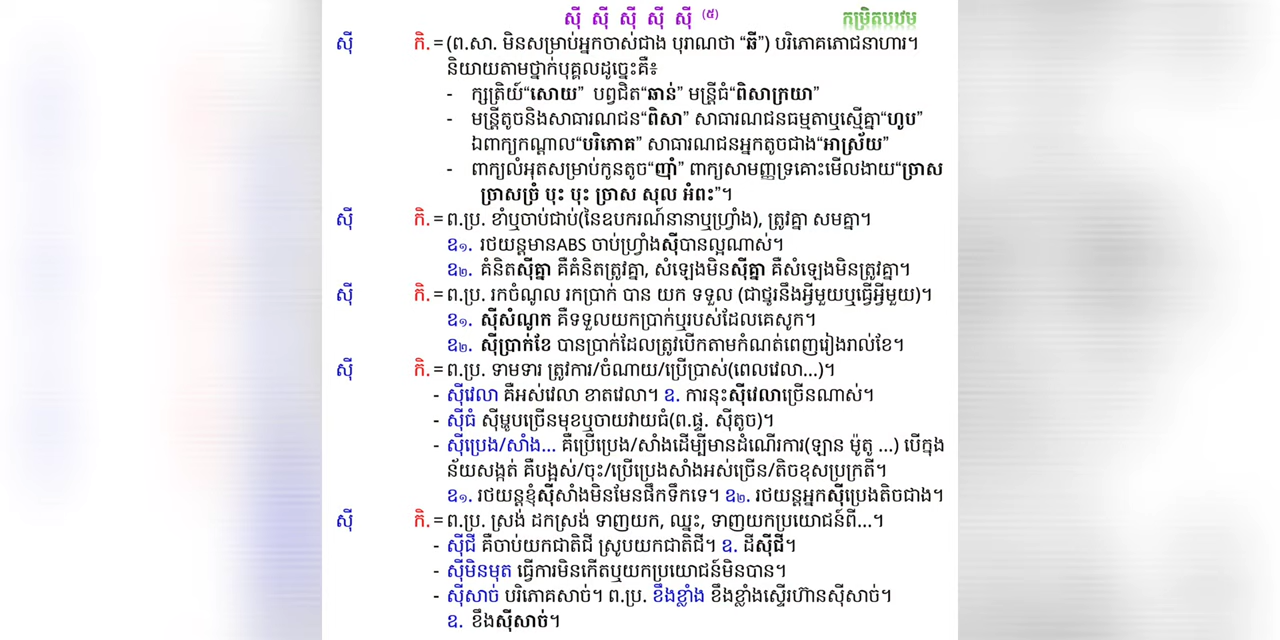 ស៊ី ស៊ី ស៊ី ស៊ី ស៊ី (៥) កម្រិតបឋម
ស៊ី កិ. = (ព.សា. មិនសម្រាប់អ្នកចាស់ជាង បុរាណថា “ឆី”) បរិភោគភោជនាហារ។
និយាយតាមថ្នាក់បុគ្គលដូច្នេះគឺ៖
- ក្សត្រិយ៍“សោយ” បព្វជិត“ឆាន់” មន្ត្រីធំ“ពិសាក្រយា”
- មន្ត្រីតូចនិងសាធារណជន“ពិសា” សាធារណជនធម្មតាឬស្មើគ្នា“ហូប”
ឯពាក្យកណ្ដាល“បរិភោគ” សាធារណជនអ្នកតូចជាង“អាស្រ័យ”
- ពាក្យលំអុតសម្រាប់កូនតូច“ញ៉ាំ” ពាក្យសាមញ្ញទ្រគោះមើលងាយ“ច្រាស
ច្រាសច្រំ បុះ បុះ ច្រាស សុល អំពះ”។
ស៊ី កិ. = ព.ប្រ. ខាំឬចាប់ជាប់(នៃឧបករណ៍នានាឬហ្វ្រាំង), ត្រូវគ្នា សមគ្នា។
ឧ១. រថយន្តមានABS ចាប់ហ្វ្រាំងស៊ីបានល្អណាស់។
ឧ២. គំនិតស៊ីគ្នា គឺគំនិតត្រូវគ្នា, សំឡេងមិនស៊ីគ្នា គឺសំឡេងមិនត្រូវគ្នា។
ស៊ី កិ. = ព.ប្រ. រកចំណូល រកប្រាក់ បាន យក ទទួល (ជាថ្នូរនឹងអ្វីមួយឬធ្វើអ្វីមួយ)។
ឧ១. ស៊ីសំណូក គឺទទួលយកប្រាក់ឬរបស់ដែលគេសូក។
ឧ២. ស៊ីប្រាក់ខែ បានប្រាក់ដែលត្រូវបើកតាមកំណត់ពេញរៀងរាល់ខែ។
ស៊ី កិ. = ព.ប្រ. ទាមទារ ត្រូវការ/ចំណាយ/ប្រើប្រាស់(ពេលវេលា...)។
- ស៊ីវេលា គឺអស់វេលា ខាតវេលា។ ឧ. ការនុះស៊ីវេលាច្រើនណាស់។
- ស៊ីធំ ស៊ីម្ហូបច្រើនមុខឬចាយវាយធំ(ព.ផ្ទុ. ស៊ីតូច)។
- ស៊ីប្រេង/សាំង... គឺប្រើប្រេង/សាំងដើម្បីមានដំណើរការ(ឡាន ម៉ូតូ ...) បើក្នុង
ន័យសង្កត់ គឺបង្អស់/ចុះ/ប្រើប្រេងសាំងអស់ច្រើន/តិចខុសប្រក្រតី។
ឧ១. រថយន្តខ្ញុំស៊ីសាំងមិនមែនផឹកទឹកទេ។ ឧ២. រថយន្តអ្នកស៊ីប្រេងតិចជាង។
ស៊ី កិ. = ព.ប្រ. ស្រង់ ដកស្រង់ ទាញយក, ឈ្នះ, ទាញយកប្រយោជន៍ពី...។
- ស៊ីជី គឺចាប់យកជាតិជី ស្រូបយកជាតិជី។ ឧ. ដីស៊ីជី។
- ស៊ីមិនមុត ធ្វើការមិនកើតឬយកប្រយោជន៍មិនបាន។
- ស៊ីសាច់ បរិភោគសាច់។ ព.ប្រ. ខឹងខ្លាំង ខឹងខ្លាំងស្ទើរហ៊ានស៊ីសាច់។
ឧ. ខឹងស៊ីសាច់។